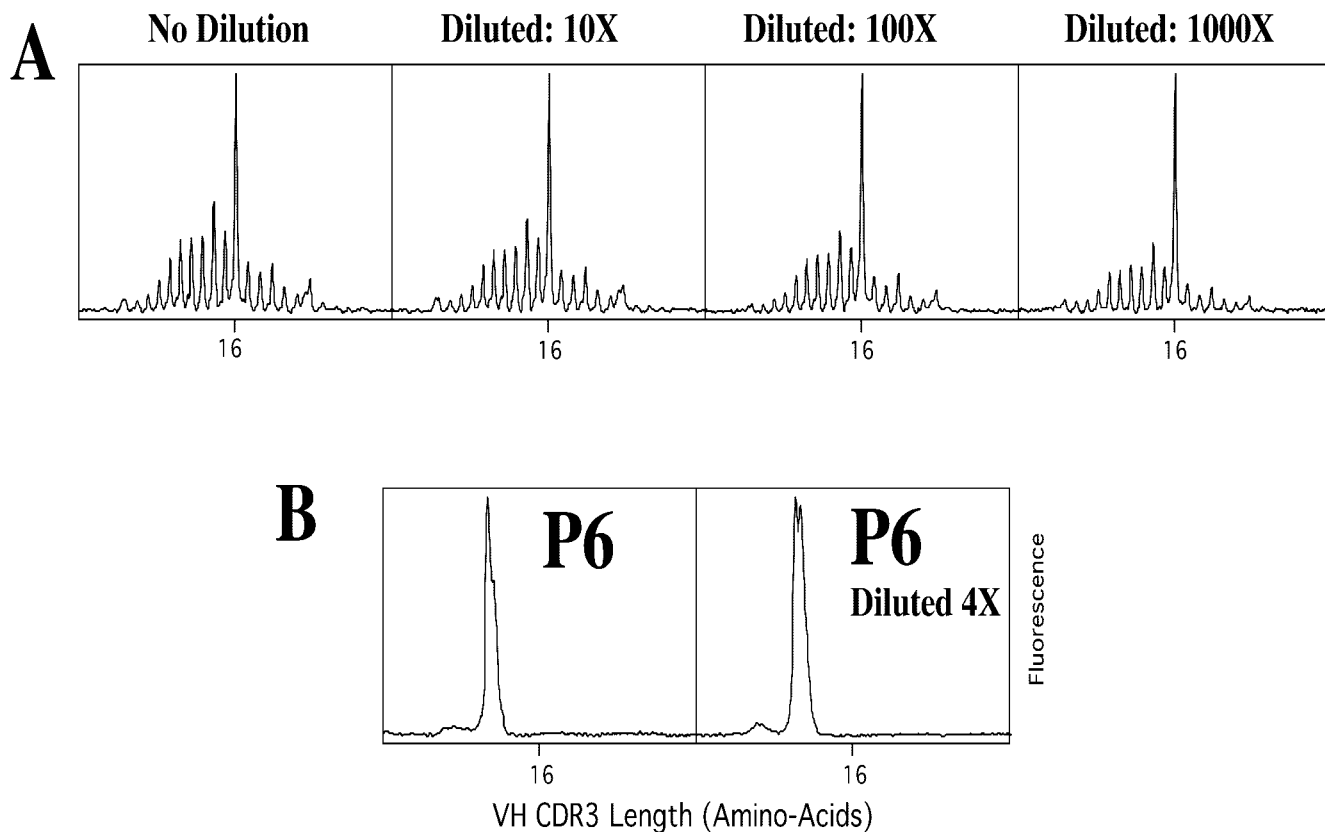 A
No Dilution
Diluted: 10X
Diluted: 100X
Diluted: 1000X
16
16
16
16
B
P6
P6
Diluted 4X
Fluorescence
16
16
VH CDR3 Length (Amino-Acids)